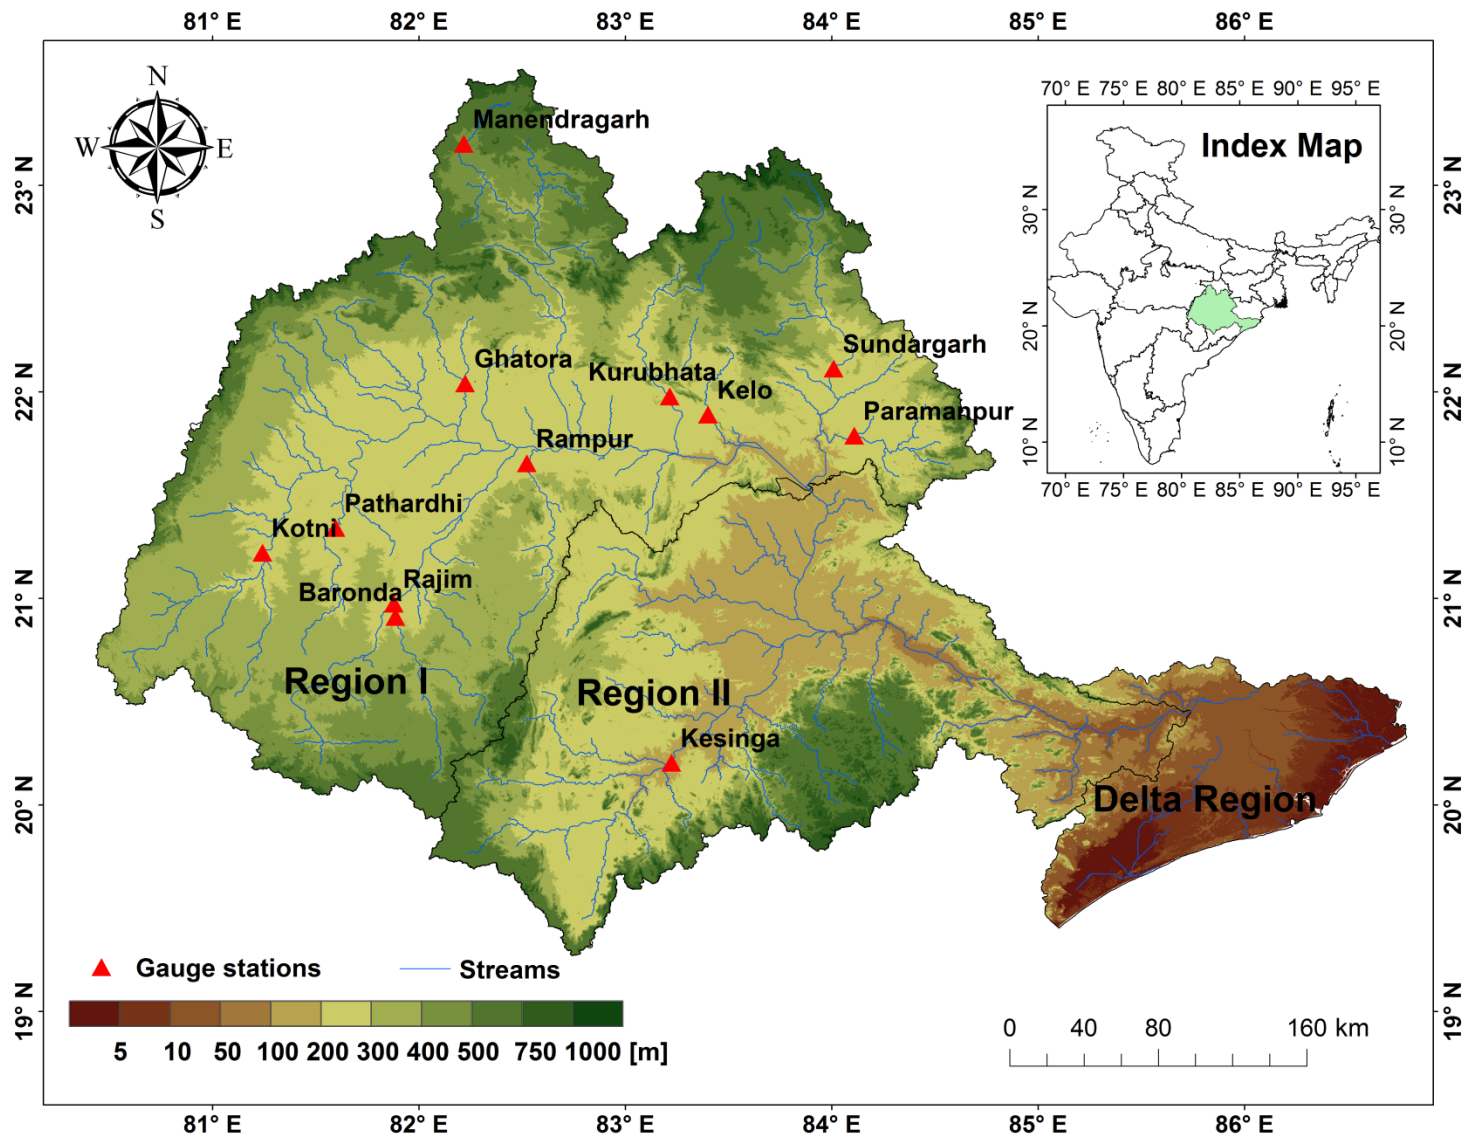 81° E 82° E 83° E 84° E 85° E 86° E
N
W E
S
Manendragarh
70° E 75° E 80° E 85° E 90° E 95° E
Index Map
30° N 30° N
20° N 20° N
10° N 10° N
70° E 75° E 80° E 85° E 90° E 95° E
23° N 23° N
Sundargarh
Ghatora
Kurubhata
Kelo
22° N 22° N
Paramanpur
Rampur
Pathardhi
Kotni
Rajim
Baronda
21° N 21° N
Region I
Region II
Kesinga
Delta Region
20° N 20° N
Gauge stations Streams
5 10 50 100 200 300 400 500 750 1000 [m]
19° N 19° N
0 40 80 160 km
81° E 82° E 83° E 84° E 85° E 86° E